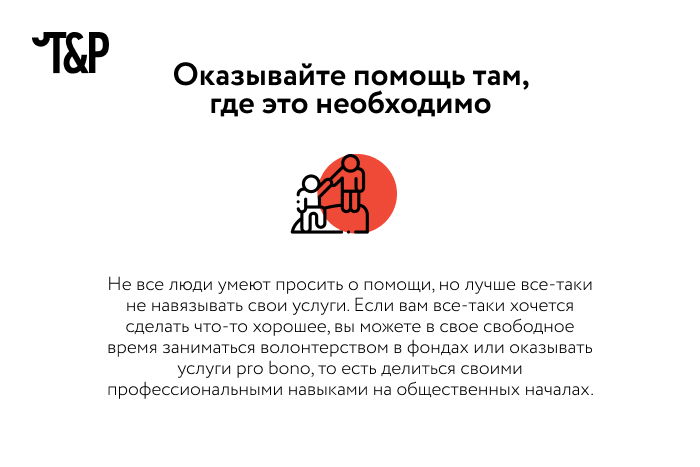 T&P
Оказывайте помощь там,
где это необходимо
Не все люди умеют просить о помощи, но лучше все-таки
не навязывать свои услуги. Если вам все-таки хочется
сделать что-то хорошее, вы можете в свое свободное
время заниматься волонтерством в фондах или оказывать
услуги pro bono, то есть делиться своими
профессиональными навыками на общественных началах.